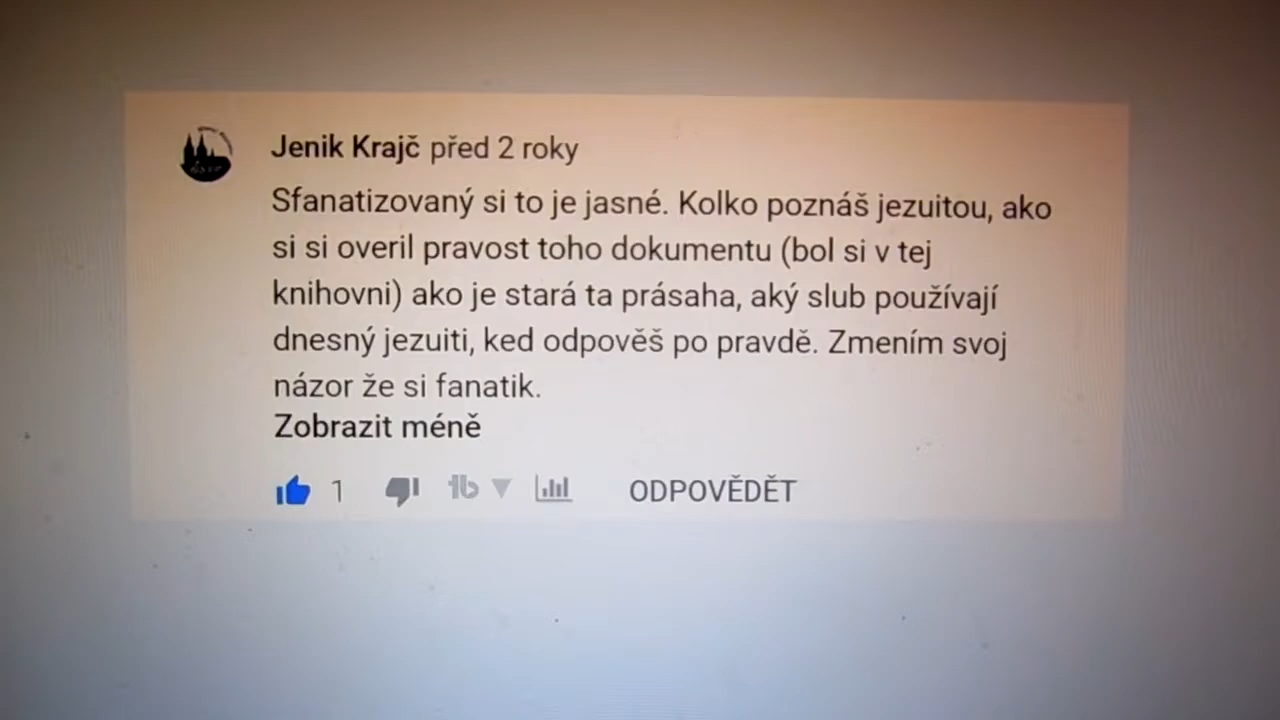 Jenik Krajč před 2 roky
Sfanatizovaný si to je jasné. Kolko poznáš jezuitou, ako
si si overil pravost toho dokumentu (bol si v tej
knihovni) ako je stará ta prásaha, aký slub používají
dnesný jezuiti, ked odpověš po pravdě. Zmením svoj
názor že si fanatik.
Zobrazit méně
1
ODPOVĚDĚT